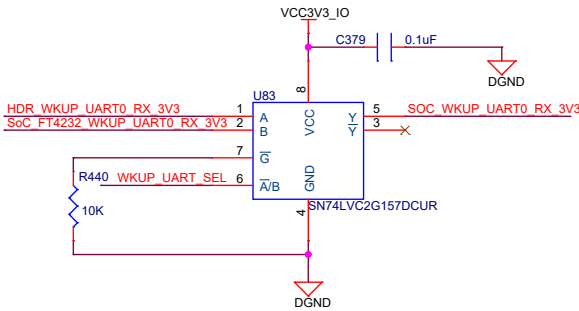 VCC3V3_IO
C379 0.1uF
DGND
U83
HDR_WKUP_UART0_RX_3V3 1 A VCC 8 Y 5 SOC_WKUP_UART0_RX_3V3
SoC_FT4232_WKUP_UART0_RX_3V3 2 B Y 3
7 G
R440 WKUP_UART_SEL 6 A/B GND
10K 4 SN74LVC2G157DCUR
DGND